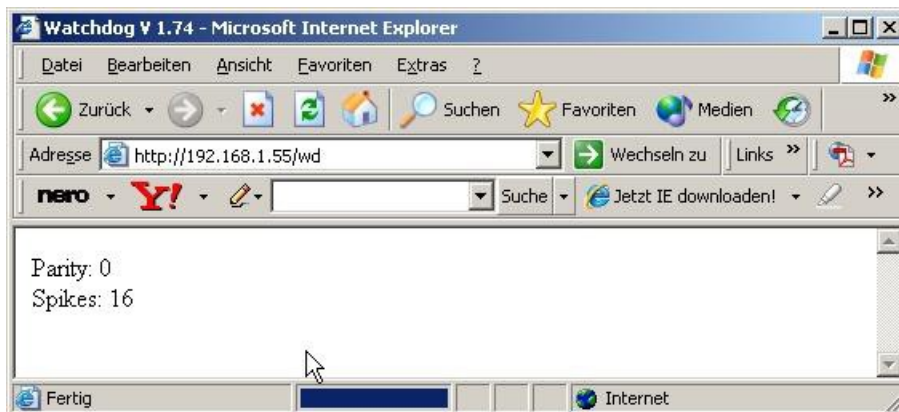 Watchdog V 1.74 - Microsoft Internet Explorer
Datei Bearbeiten Ansicht Favoriten Extras ?
Zurück Suchen Favoriten Medien »
Adresse http://192.168.1.55/wd Wechseln zu Links »
nero Y! Suche Jetzt IE downloaden! »
Parity: 0
Spikes: 16
Fertig Internet